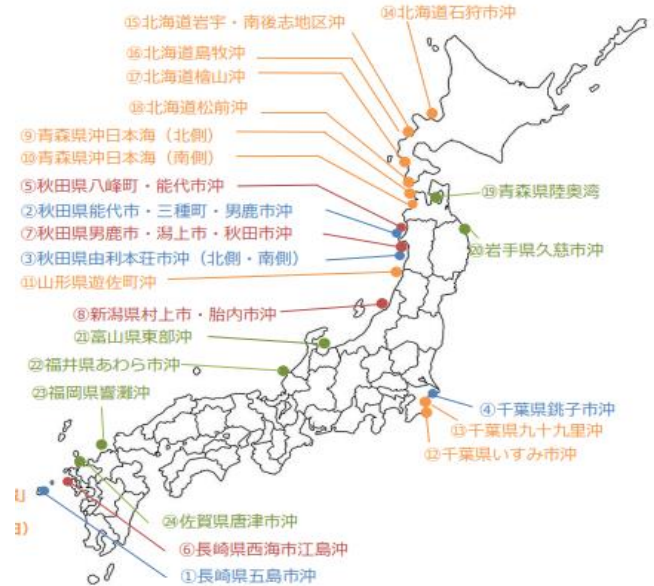 ⑭北海道石狩市沖
⑮北海道岩宇・南後志地区沖
⑯北海道島牧沖
⑰北海道檜山沖
⑱北海道松前沖
⑨青森県沖日本海（北側）
⑩青森県沖日本海（南側）
⑤秋田県八峰町・能代市沖
⑲青森県陸奥湾
②秋田県能代市・三種町・男鹿市沖
⑦秋田県男鹿市・潟上市・秋田市沖
⑳岩手県久慈市沖
③秋田県由利本荘市沖（北側・南側）
⑪山形県遊佐町沖
⑧新潟県村上市・胎内市沖
㉑富山県東部沖
㉒福井県あわら市沖
㉓福岡県響灘沖
④千葉県銚子市沖
⑬千葉県九十九里沖
⑫千葉県いすみ市沖
㉔佐賀県唐津市沖
⑥長崎県西海市江島沖
①長崎県五島市沖